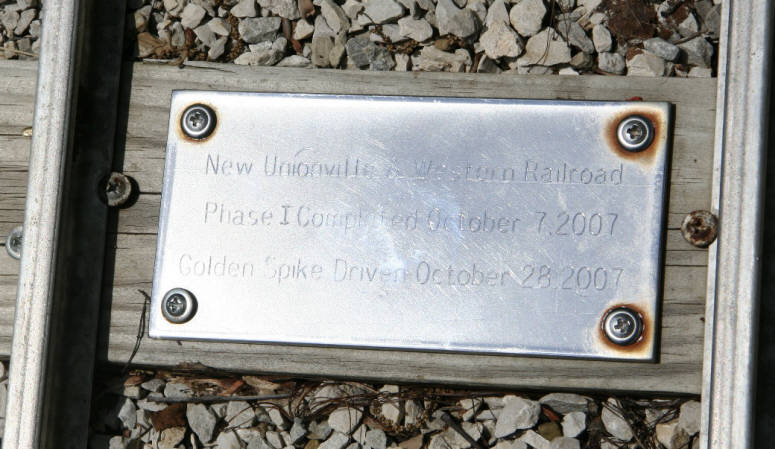 New Unionville & Western Railroad
Phase I Completed October 7, 2007
Golden Spike Driven October 28, 2007